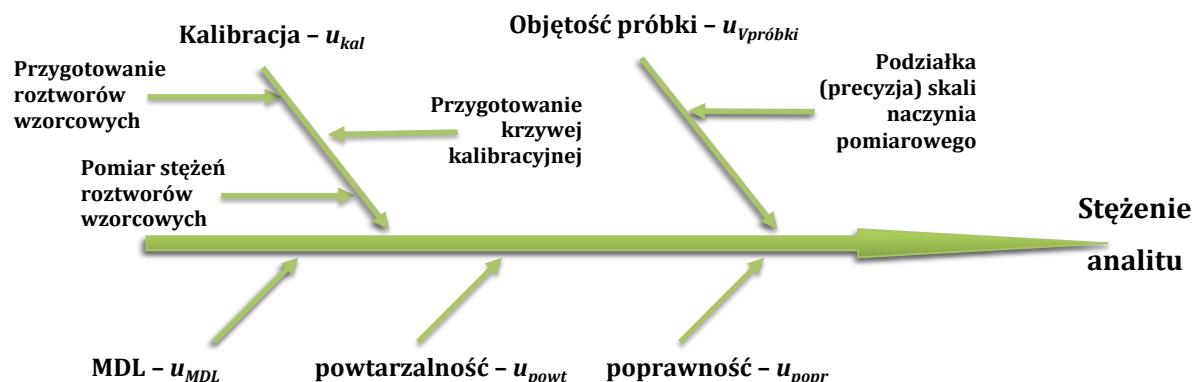 Kalibracja – u_kal
Objętość próbki – u_Vpróbki
Przygotowanie
roztworów
wzorcowych
Przygotowanie
krzywej
kalibracyjnej
Podziałka
(precyzja) skali
naczynia
pomiarowego
Pomiar stężeń
roztworów
wzorcowych
Stężenie
analitu
MDL – u_MDL
powtarzalność – u_powt
poprawność – u_popr